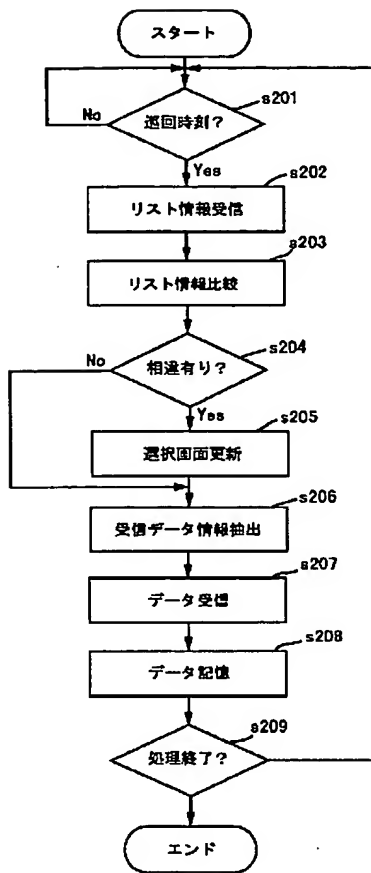 スタート
s201
巡回時刻?
No
Yes
s202
リスト情報受信
s203
リスト情報比較
s204
相違有り?
No
Yes
s205
選択画面更新
s206
受信データ情報抽出
s207
データ受信
s208
データ記憶
s209
処理終了?
エンド